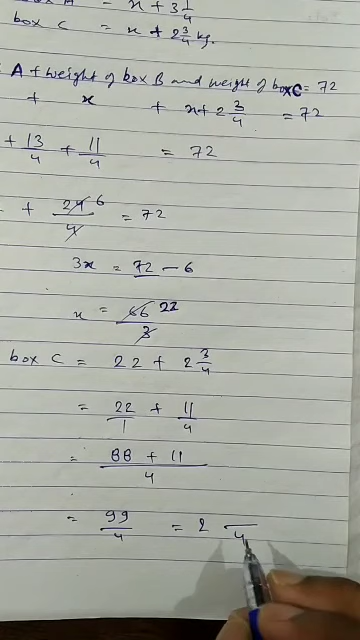 A = x + 3 1/4
box C = x + 2 3/4 kg.
A + weight of box B and weight of box C = 72
+ x + x + 2 3/4 = 72
+ 13/4 + 11/4 = 72
+ 24/4 6 = 72
3x = 72 - 6
x = 66/3 22
box C = 22 + 2 3/4
= 22/1 + 11/4
= 88 + 11 / 4
= 99/4 = 2 /4